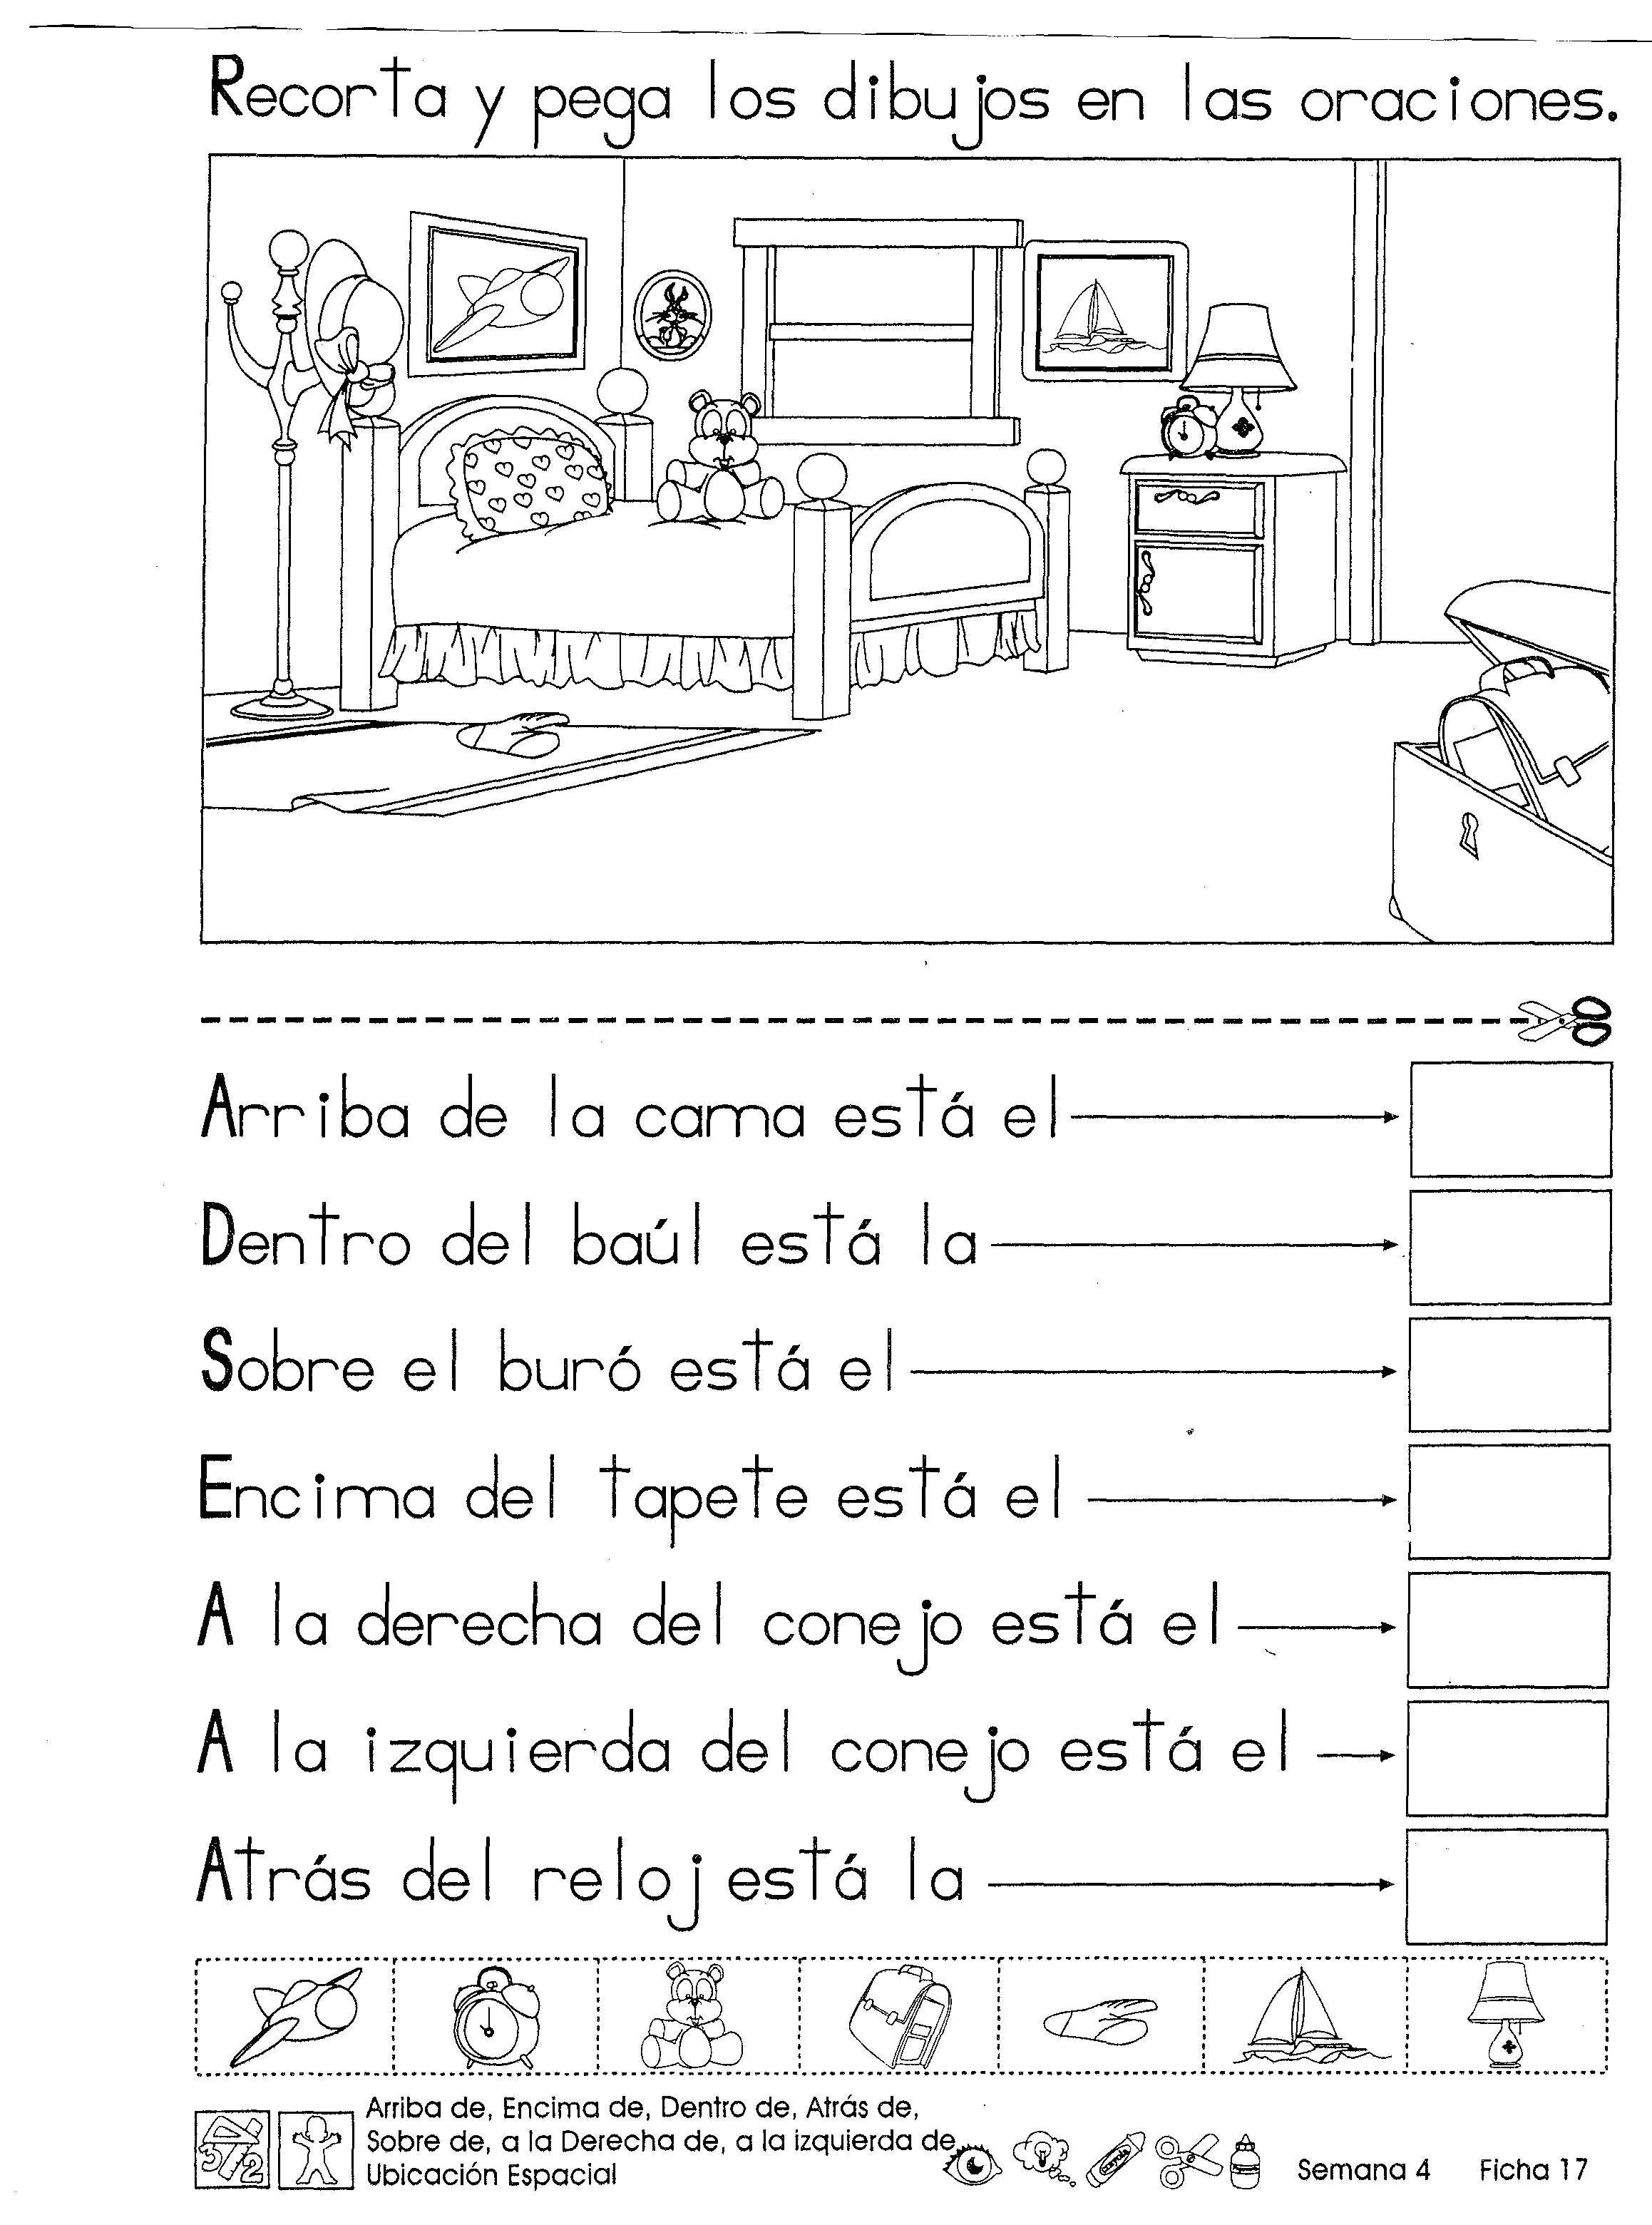 Recorta y pega los dibujos en las oraciones.
Arriba de la cama está el
Dentro del baúl está la
Sobre el buró está el
Encima del tapete está el
A la derecha del conejo está el
A la izquierda del conejo está el
Atrás del reloj está la
Arriba de, Encima de, Dentro de, Atrás de,
Sobre de, a la Derecha de, a la izquierda de
Ubicación Espacial
Semana 4 Ficha 17